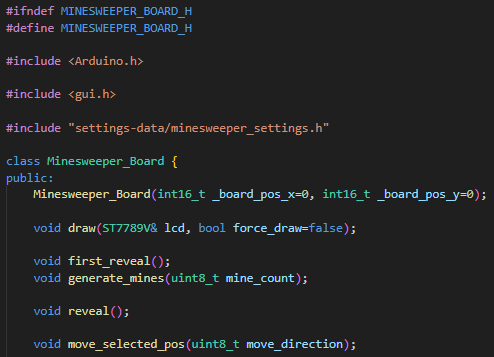 #ifndef MINESWEEPER_BOARD_H
#define MINESWEEPER_BOARD_H
#include <Arduino.h>
#include <gui.h>
#include "settings-data/minesweeper_settings.h"
class Minesweeper_Board {
public:
    Minesweeper_Board(int16_t _board_pos_x=0, int16_t _board_pos_y=0);
    void draw(ST7789V& lcd, bool force_draw=false);
    void first_reveal();
    void generate_mines(uint8_t mine_count);
    void reveal();
    void move_selected_pos(uint8_t move_direction);